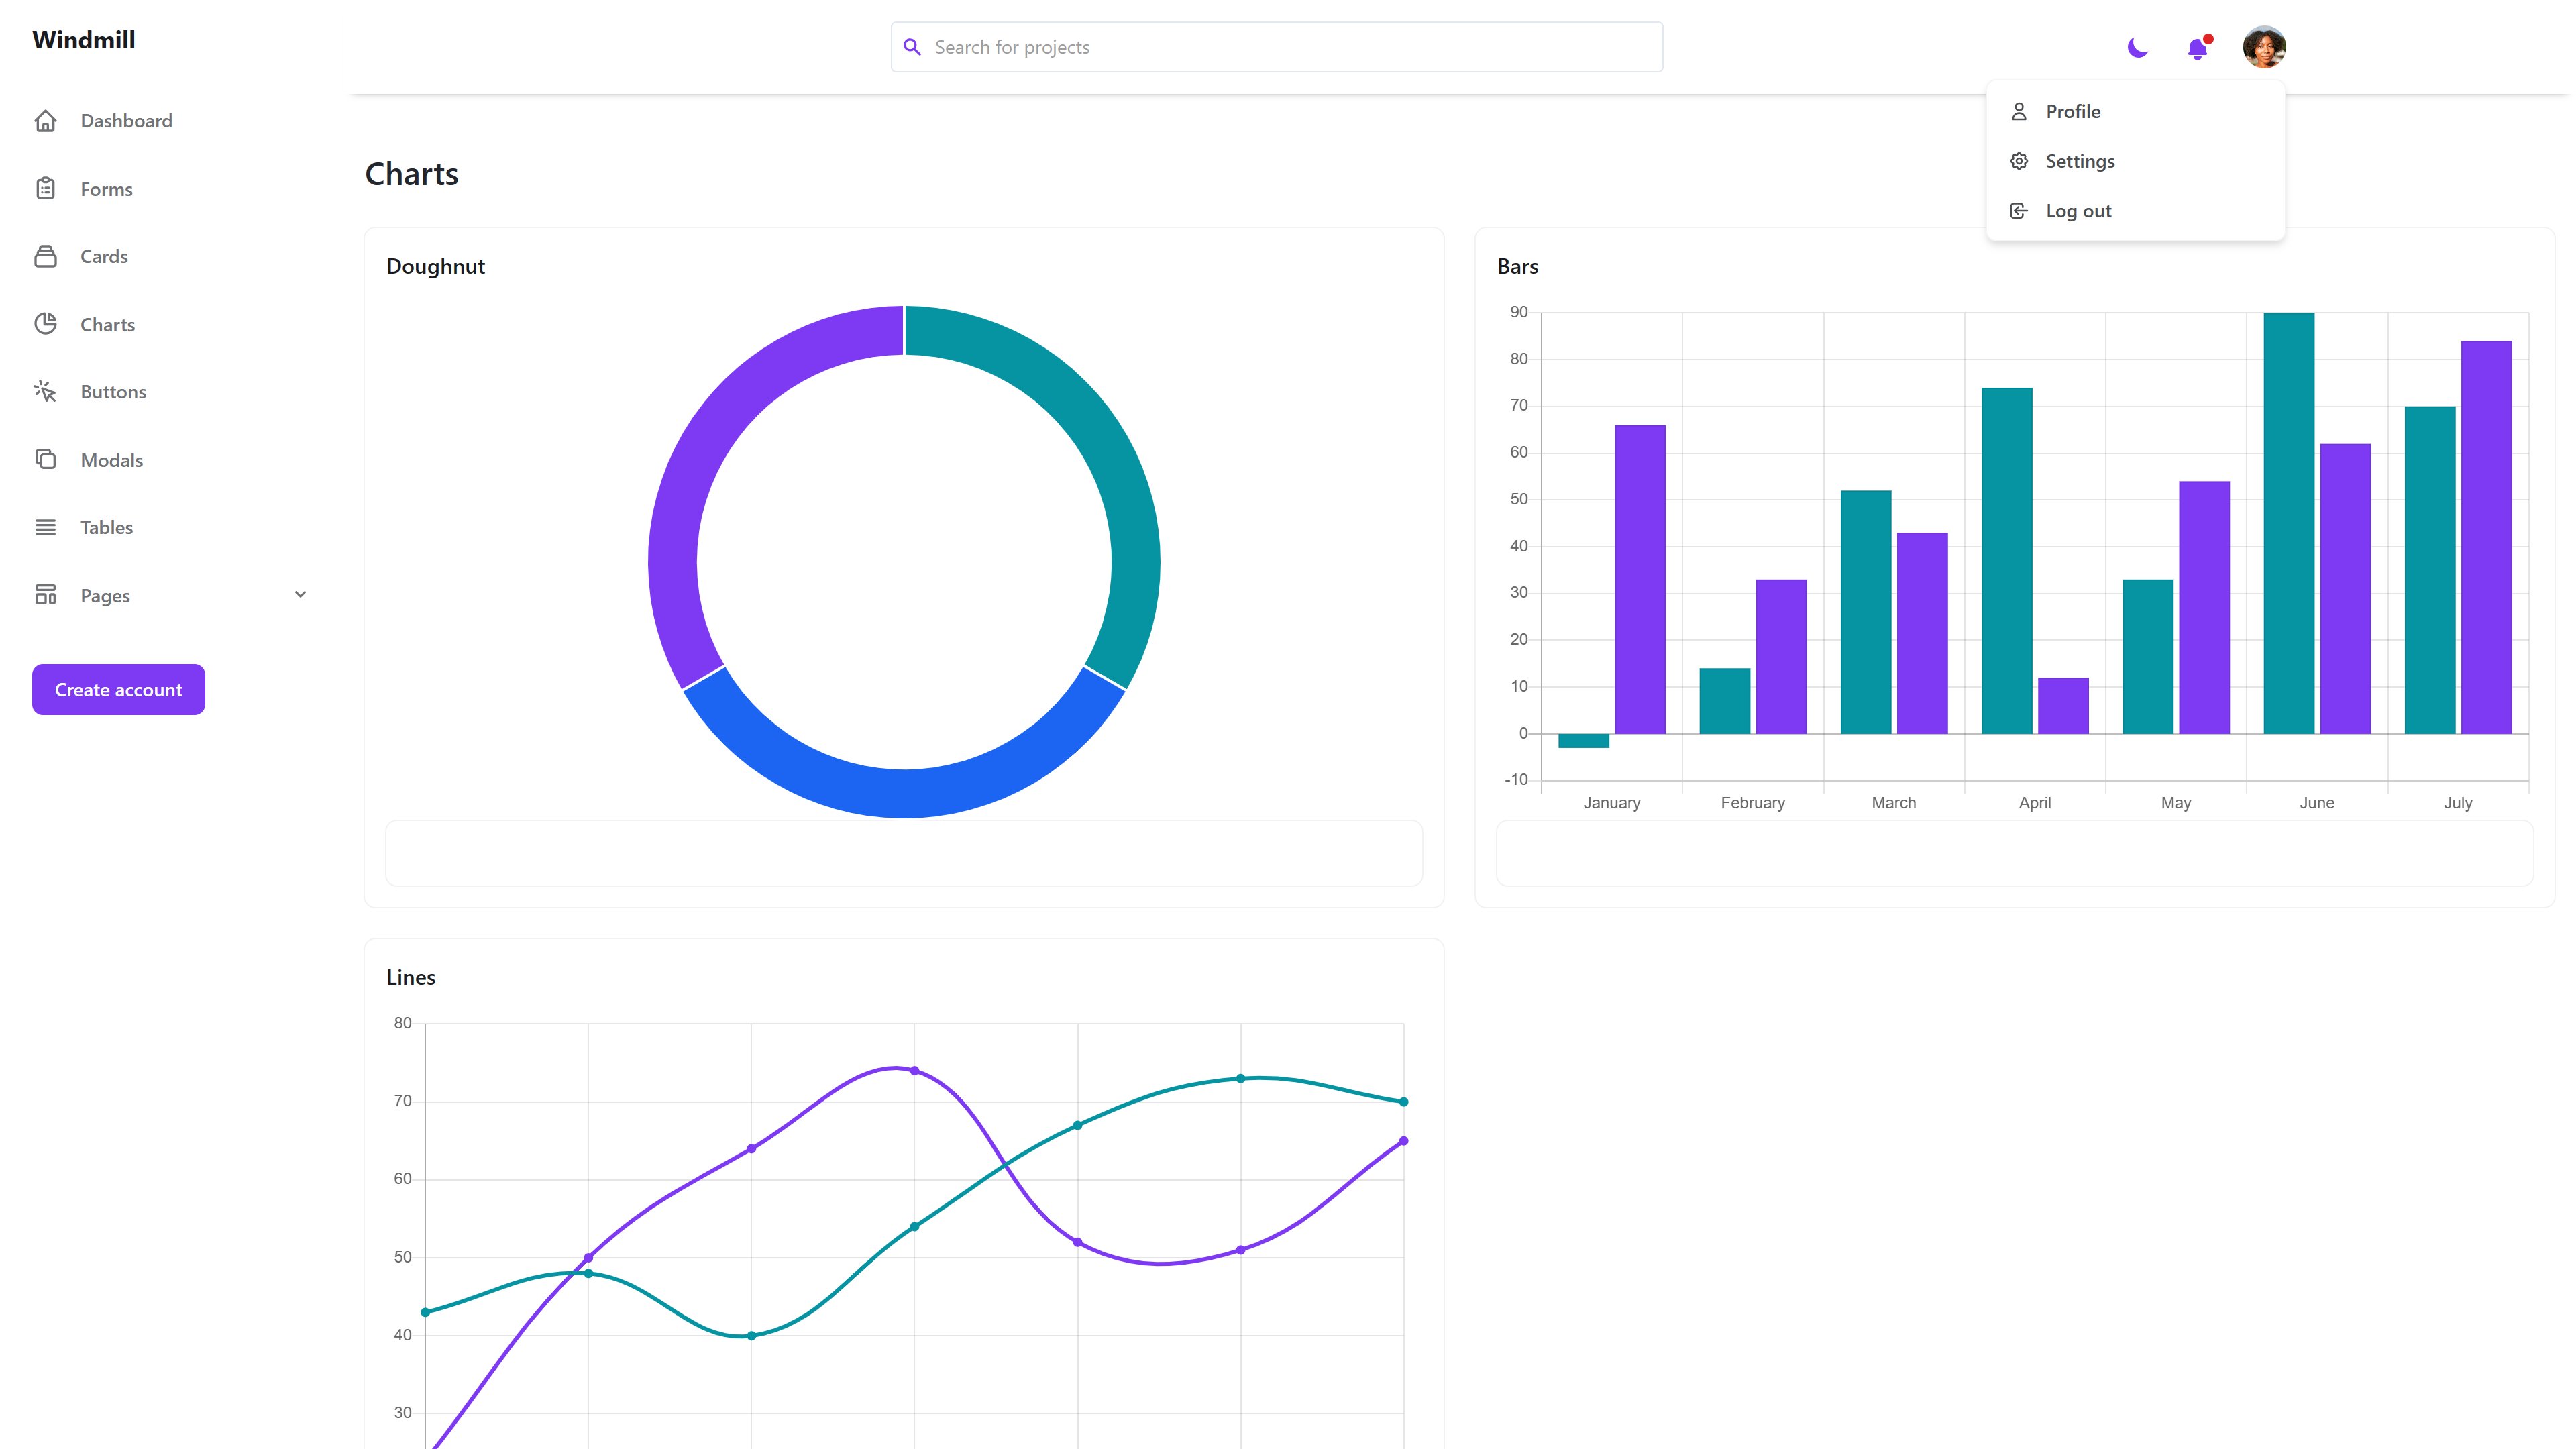 Windmill
Search for projects
Dashboard
Forms
Cards
Charts
Buttons
Modals
Tables
Pages
Create account
Profile
Settings
Log out
Charts
Doughnut
Bars
90
80
70
60
50
40
30
20
10
0
-10
January February March April May June July
Lines
80
70
60
50
40
30